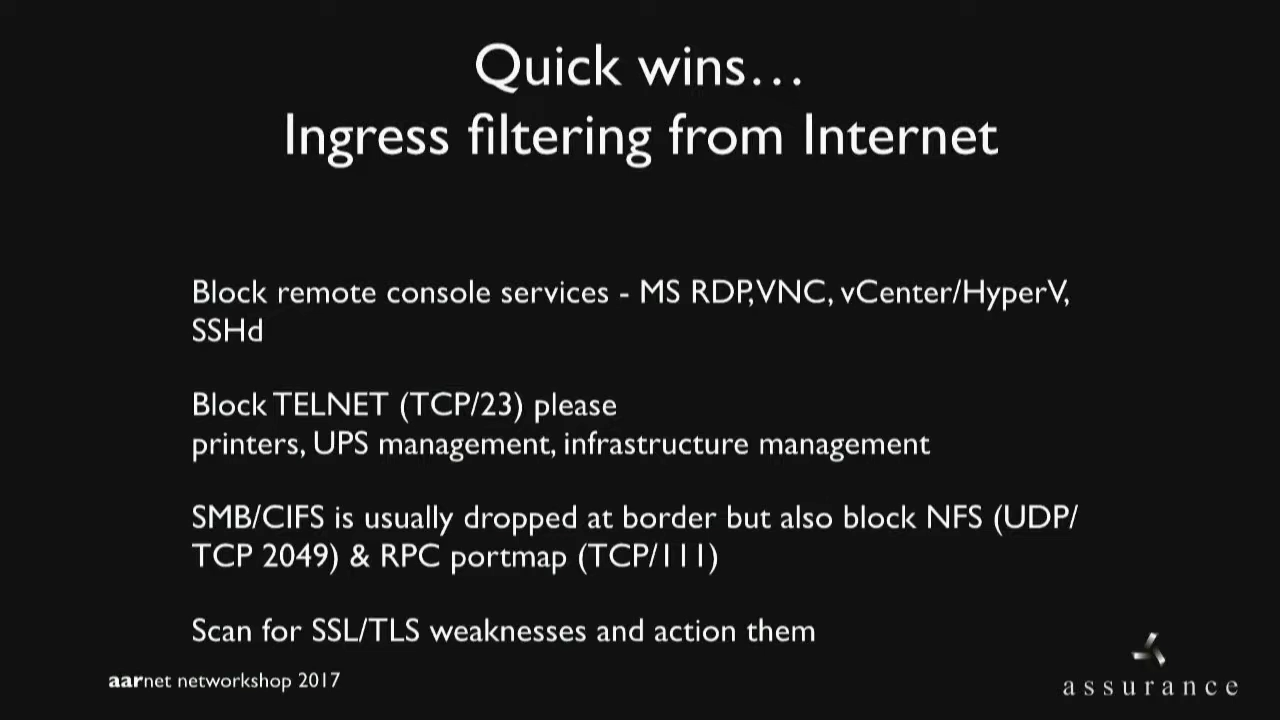 Quick wins…
Ingress filtering from Internet
Block remote console services - MS RDP, VNC, vCenter/HyperV,
SSHd
Block TELNET (TCP/23) please
printers, UPS management, infrastructure management
SMB/CIFS is usually dropped at border but also block NFS (UDP/
TCP 2049) & RPC portmap (TCP/111)
Scan for SSL/TLS weaknesses and action them
aarnet networkshop 2017
assurance